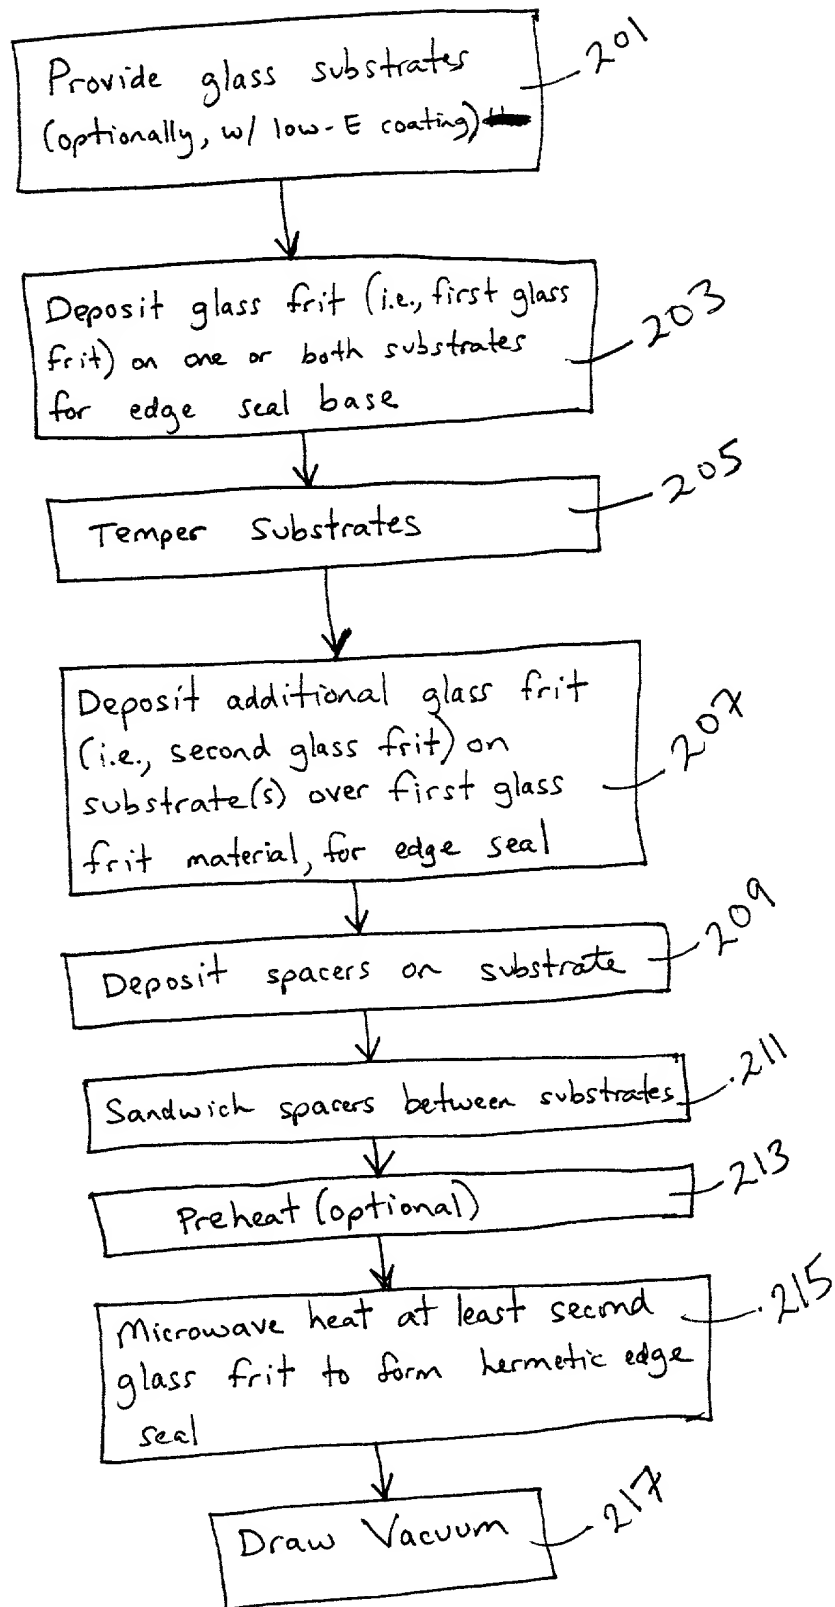 Provide glass substrates
201
(optionally, w/ low-E coating)
Deposit glass frit (i.e., first glass
203
frit) on one or both substrates
for edge seal base
Temper Substrates
205
Deposit additional glass frit
(i.e., second glass frit) on
207
substrate(s) over first glass
frit material, for edge seal
Deposit spacers on substrate
209
Sandwich spacers between substrates
211
Preheat (optional)
213
Microwave heat at least second
215
glass frit to form hermetic edge
seal
Draw Vacuum
217